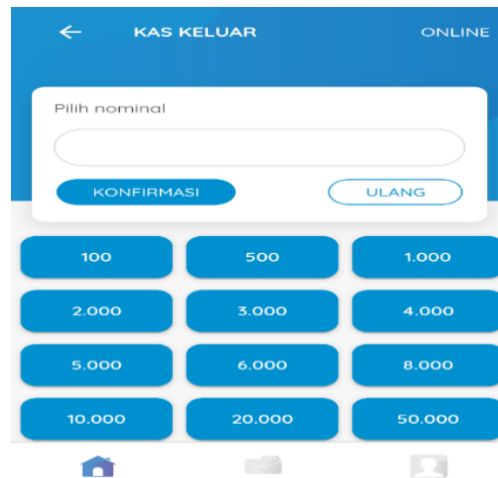 KAS KELUAR ONLINE
Pilih nominal
KONFIRMASI ULANG
100 500 1.000
2.000 3.000 4.000
5.000 6.000 8.000
10.000 20.000 50.000